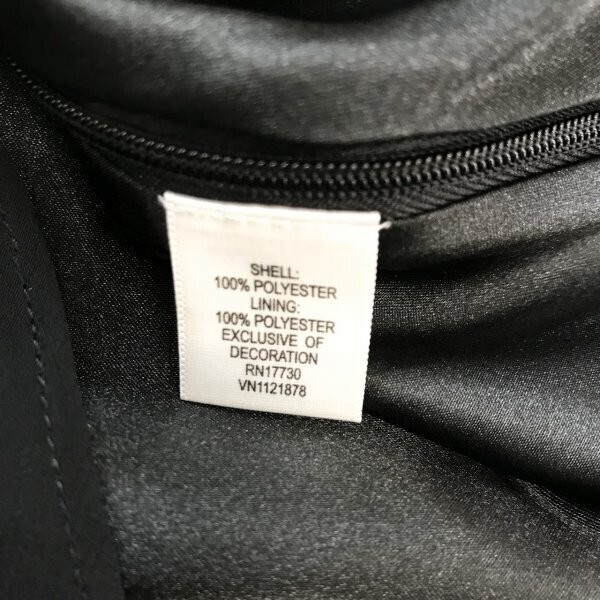 SHELL:
100% POLYESTER
LINING:
100% POLYESTER
EXCLUSIVE OF
DECORATION
RN17730
VN1121878